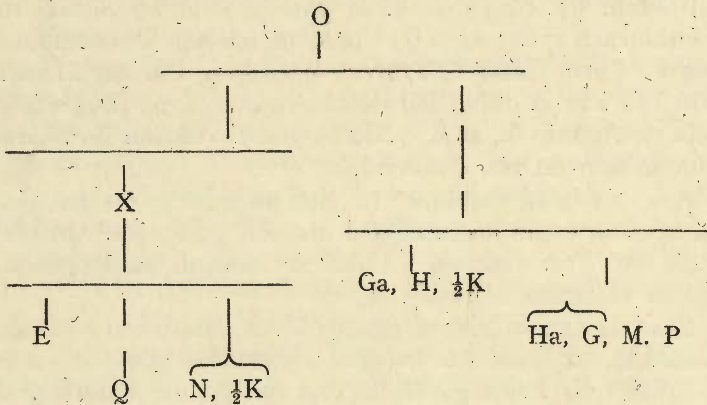 O
X
Ga, H, ½K
Ha, G, M. P
E
Q N, ½K